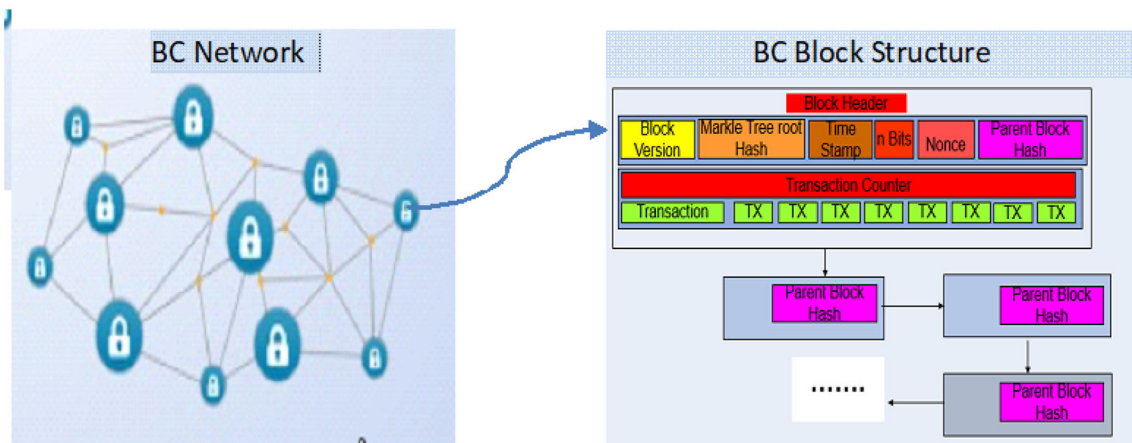 BC Network
BC Block Structure
Block Header
Block
Version
Markle Tree root
Hash
Time
Stamp
n Bits
Nonce
Parent Block
Hash
Transaction Counter
Transaction
TX
TX
TX
TX
TX
TX
TX
TX
Parent Block
Hash
Parent Block
Hash
.......
Parent Block
Hash